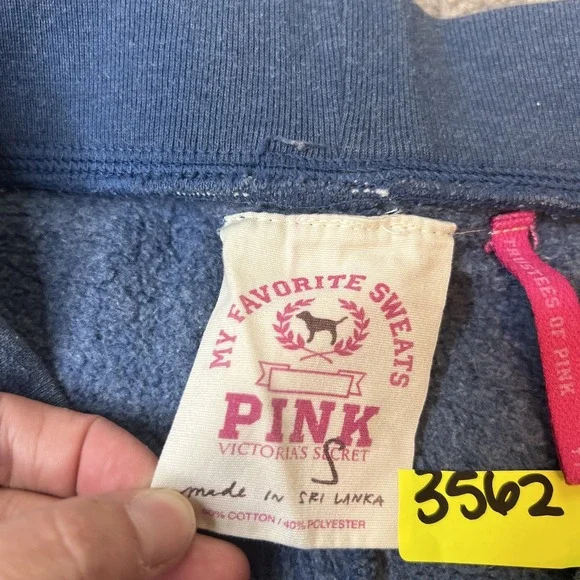 MY FAVORITE SWEATS
PINK
VICTORIA'S SECRET
S
made IN SRI LANKA
COTTON / 40% POLYESTER
TRUSTEES OF PINK
3562